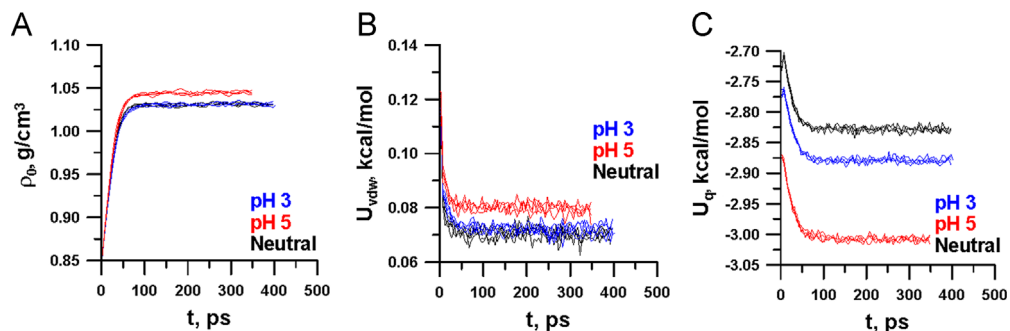 A
ρ₀, g/cm³
1.10
1.05
1.00
0.95
0.90
0.85
pH 3
pH 5
Neutral
0 100 200 300 400 500
t, ps
B
U_vdw, kcal/mol
0.14
0.12
0.10
0.08
0.06
pH 3
pH 5
Neutral
0 100 200 300 400 500
t, ps
C
U_q, kcal/mol
-2.70
-2.75
-2.80
-2.85
-2.90
-2.95
-3.00
-3.05
pH 3
pH 5
Neutral
0 100 200 300 400 500
t, ps